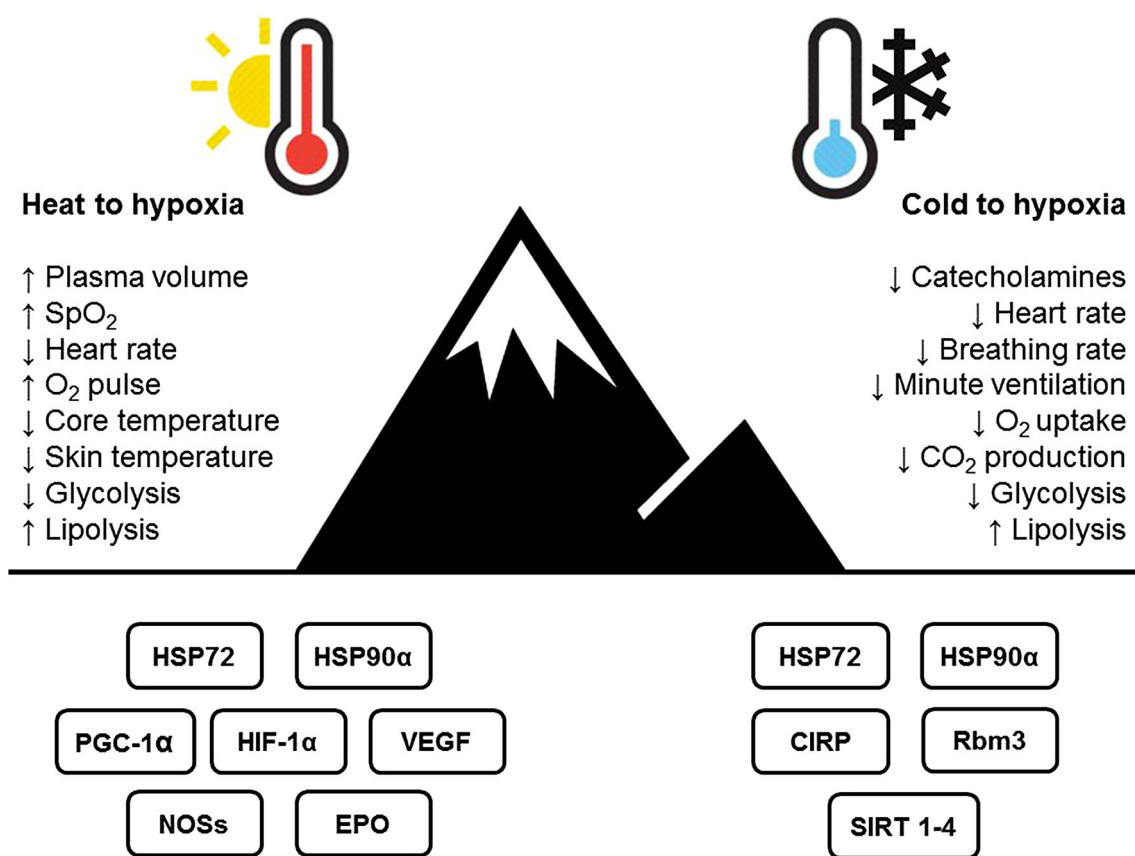 Heat to hypoxia
↑ Plasma volume
↑ SpO₂
↓ Heart rate
↑ O₂ pulse
↓ Core temperature
↓ Skin temperature
↓ Glycolysis
↑ Lipolysis
Cold to hypoxia
↓ Catecholamines
↓ Heart rate
↓ Breathing rate
↓ Minute ventilation
↓ O₂ uptake
↓ CO₂ production
↓ Glycolysis
↑ Lipolysis
HSP72 HSP90α
PGC-1α HIF-1α VEGF
NOSs EPO
HSP72 HSP90α
CIRP Rbm3
SIRT 1-4